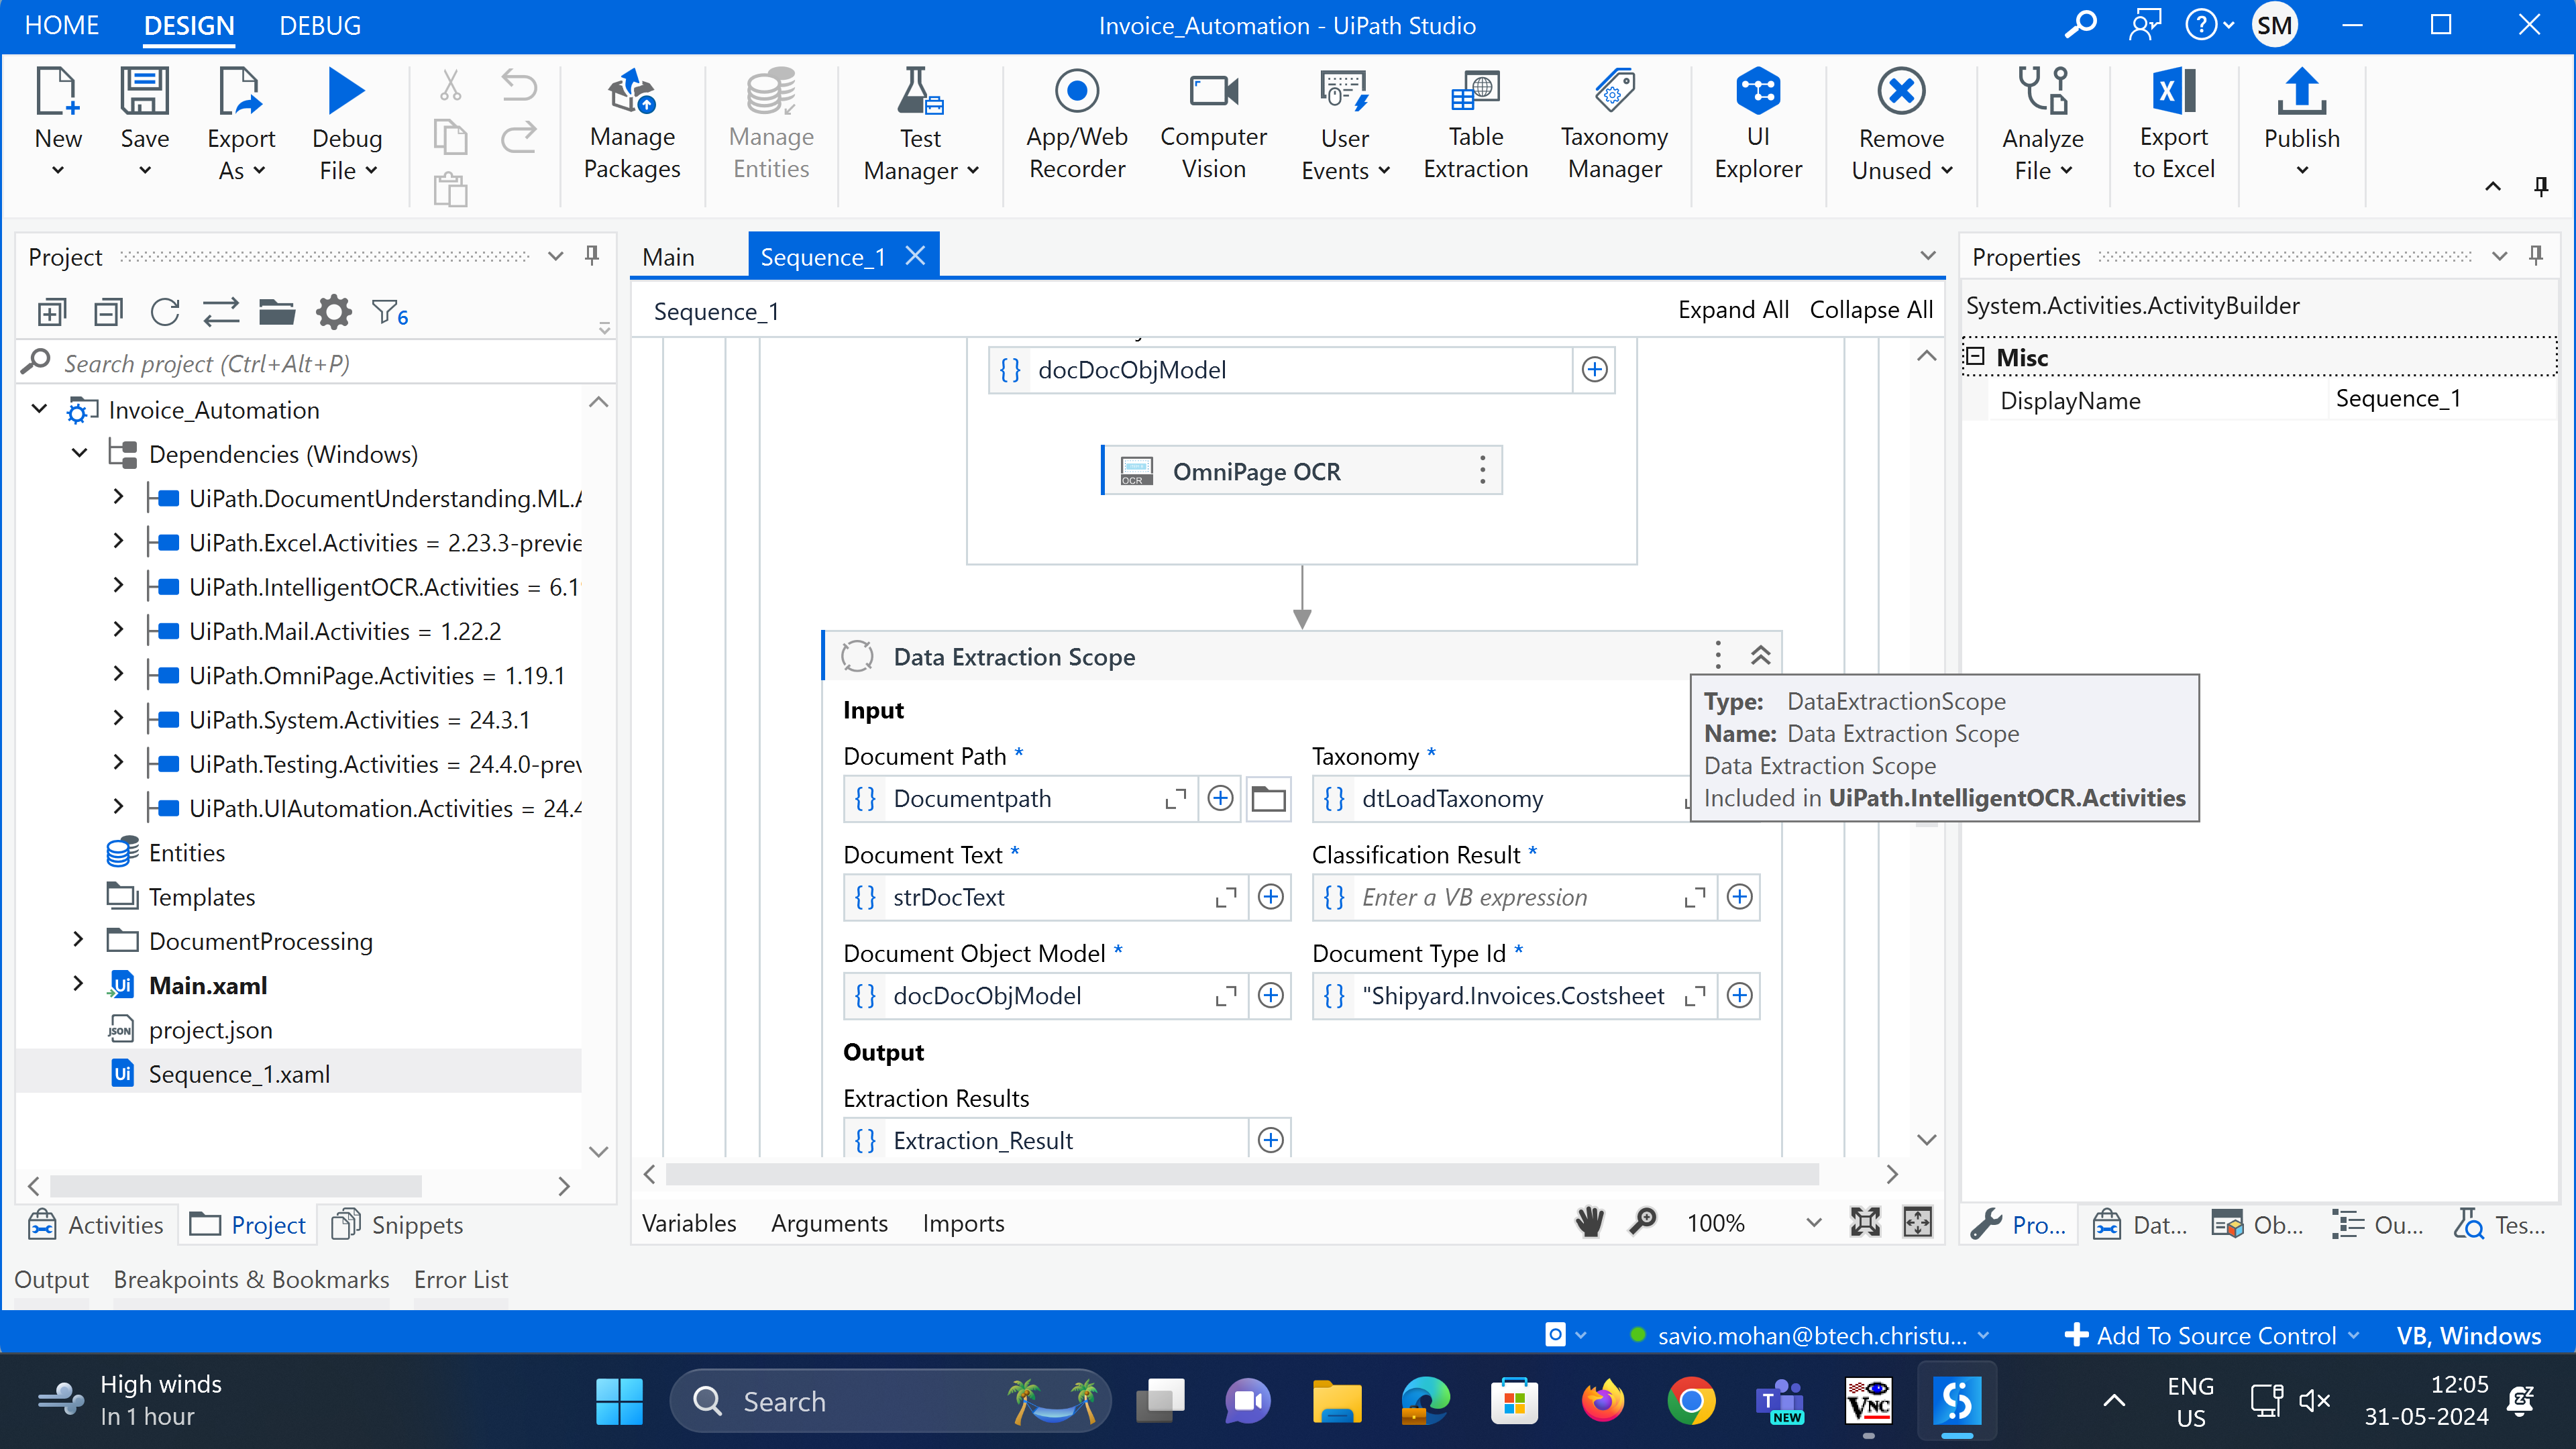 HOME
DESIGN
DEBUG
Invoice_Automation - UiPath Studio
SM
New
Save
Export
As
Debug
File
Manage
Packages
Manage
Entities
Test
Manager
App/Web
Recorder
Computer
Vision
User
Events
Table
Extraction
Taxonomy
Manager
UI
Explorer
Remove
Unused
Analyze
File
Export
to Excel
Publish
Project
6
Search project (Ctrl+Alt+P)
Invoice_Automation
Dependencies (Windows)
UiPath.DocumentUnderstanding.ML.A
UiPath.Excel.Activities = 2.23.3-previe
UiPath.IntelligentOCR.Activities = 6.1
UiPath.Mail.Activities = 1.22.2
UiPath.OmniPage.Activities = 1.19.1
UiPath.System.Activities = 24.3.1
UiPath.Testing.Activities = 24.4.0-prev
UiPath.UIAutomation.Activities = 24.4
Entities
Templates
DocumentProcessing
Main.xaml
project.json
Sequence_1.xaml
Activities
Project
Snippets
Main
Sequence_1
Sequence_1
Expand All
Collapse All
{} docDocObjModel
OCR
OmniPage OCR
Data Extraction Scope
Input
Document Path *
Taxonomy *
{} Documentpath
{} dtLoadTaxonomy
Document Text *
Classification Result *
{} strDocText
{} Enter a VB expression
Document Object Model *
Document Type Id *
{} docDocObjModel
{} "Shipyard.Invoices.Costsheet
Output
Extraction Results
{} Extraction_Result
Type: DataExtractionScope
Name: Data Extraction Scope
Data Extraction Scope
Included in UiPath.IntelligentOCR.Activities
Variables
Arguments
Imports
100%
Properties
System.Activities.ActivityBuilder
Misc
DisplayName
Sequence_1
Pro...
Dat...
Ob...
Ou...
Tes...
Output
Breakpoints & Bookmarks
Error List
savio.mohan@btech.christu...
Add To Source Control
VB, Windows
High winds
In 1 hour
Search
NEW
VNC
ENG
US
12:05
31-05-2024